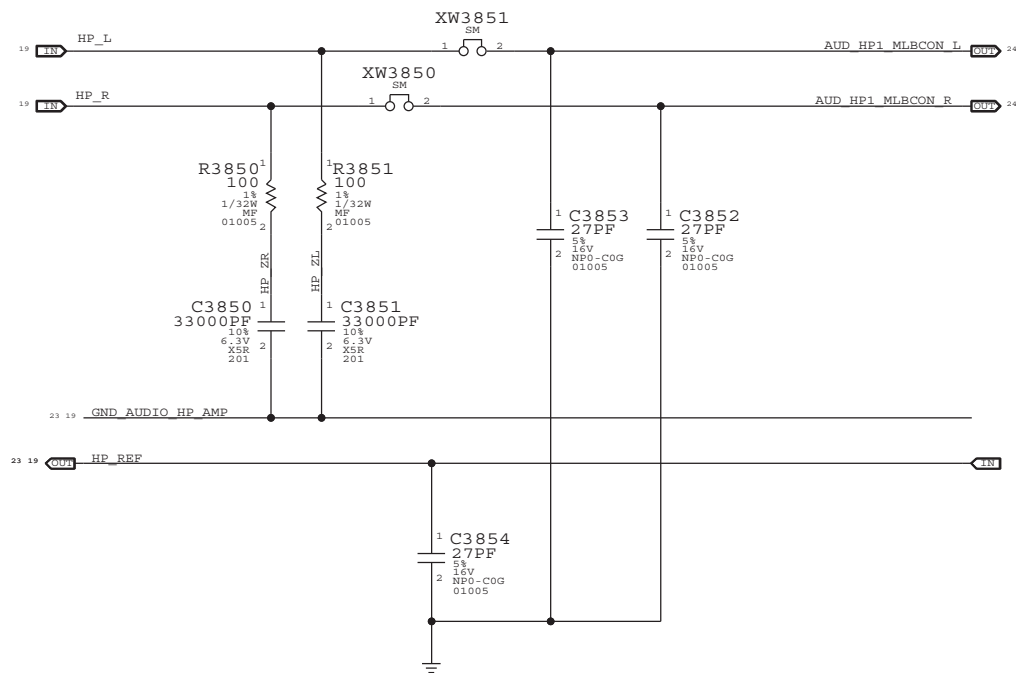 XW3851
SM
19 IN HP_L 1 2 AUD_HP1_MLBCON_L OUT 24
XW3850
SM
19 IN HP_R 1 2 AUD_HP1_MLBCON_R OUT 24
R3850 1
100
1%
1/32W
MF
01005
2
1 R3851
100
1%
1/32W
MF
01005
2
HP_ZR
HP_ZL
1 C3853
27PF
5%
16V
NP0-C0G
01005
2
1 C3852
27PF
5%
16V
NP0-C0G
01005
2
C3850 1
33000PF
10%
6.3V
X5R
201
2
1 C3851
33000PF
10%
6.3V
X5R
201
2
23 19 GND_AUDIO_HP_AMP
23 19 OUT HP_REF IN
1 C3854
27PF
5%
16V
NP0-C0G
01005
2